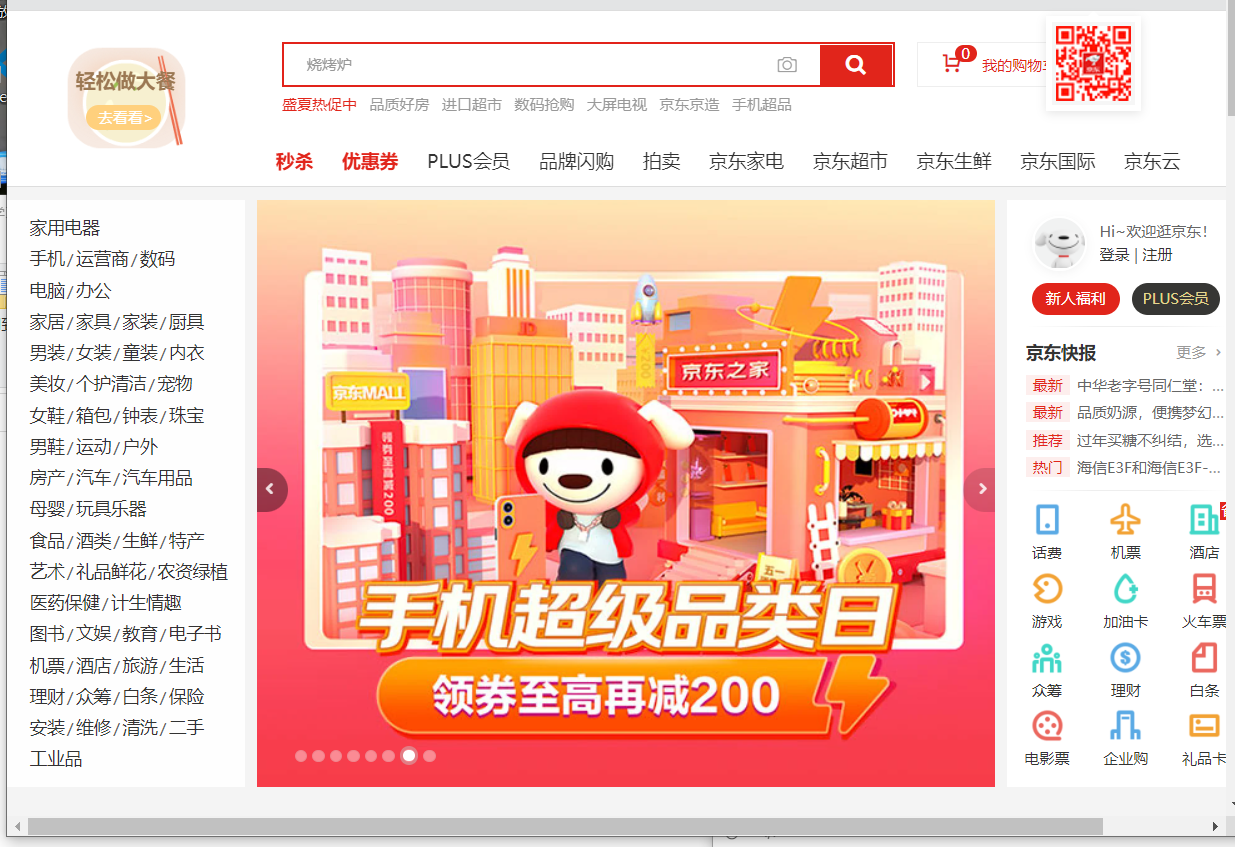 轻松做大餐
去看看>
烧烤炉
0
我的购物车
盛夏热促中 品质好房 进口超市 数码抢购 大屏电视 京东京造 手机超品
秒杀 优惠券 PLUS会员 品牌闪购 拍卖 京东家电 京东超市 京东生鲜 京东国际 京东云
家用电器
手机/运营商/数码
电脑/办公
家居/家具/家装/厨具
男装/女装/童装/内衣
美妆/个护清洁/宠物
女鞋/箱包/钟表/珠宝
男鞋/运动/户外
房产/汽车/汽车用品
母婴/玩具乐器
食品/酒类/生鲜/特产
艺术/礼品鲜花/农资绿植
医药保健/计生情趣
图书/文娱/教育/电子书
机票/酒店/旅游/生活
理财/众筹/白条/保险
安装/维修/清洗/二手
工业品
JD
¥200
京东之家
京东MALL
领券至高减200
五一
手机超级品类日
领券至高再减200
Hi~欢迎逛京东!
登录 | 注册
新人福利 PLUS会员
京东快报 更多 >
最新 中华老字号同仁堂: ...
最新 品质奶源，便携梦幻...
推荐 过年买糖不纠结，选...
热门 海信E3F和海信E3F-...
话费 机票 酒店
游戏 加油卡 火车票
众筹 理财 白条
电影票 企业购 礼品卡